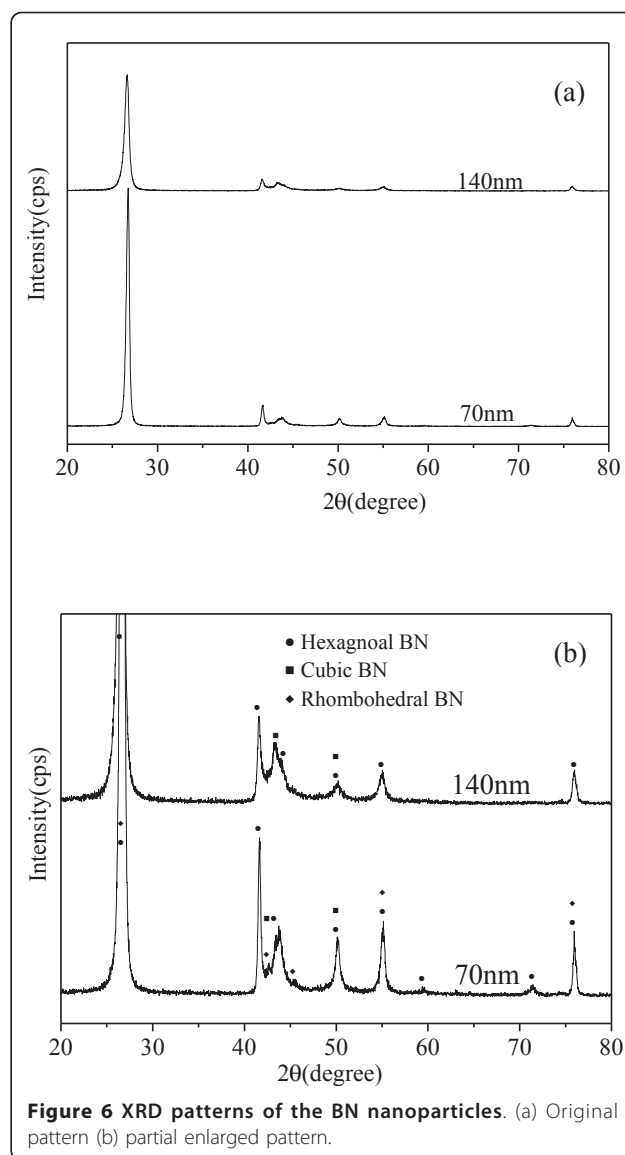 (a)
Intensity(cps)
140nm
70nm
20 30 40 50 60 70 80
2θ(degree)
(b)
Hexagnoal BN
Cubic BN
Rhombohedral BN
Intensity(cps)
140nm
70nm
20 30 40 50 60 70 80
2θ(degree)
Figure 6 XRD patterns of the BN nanoparticles. (a) Original
pattern (b) partial enlarged pattern.